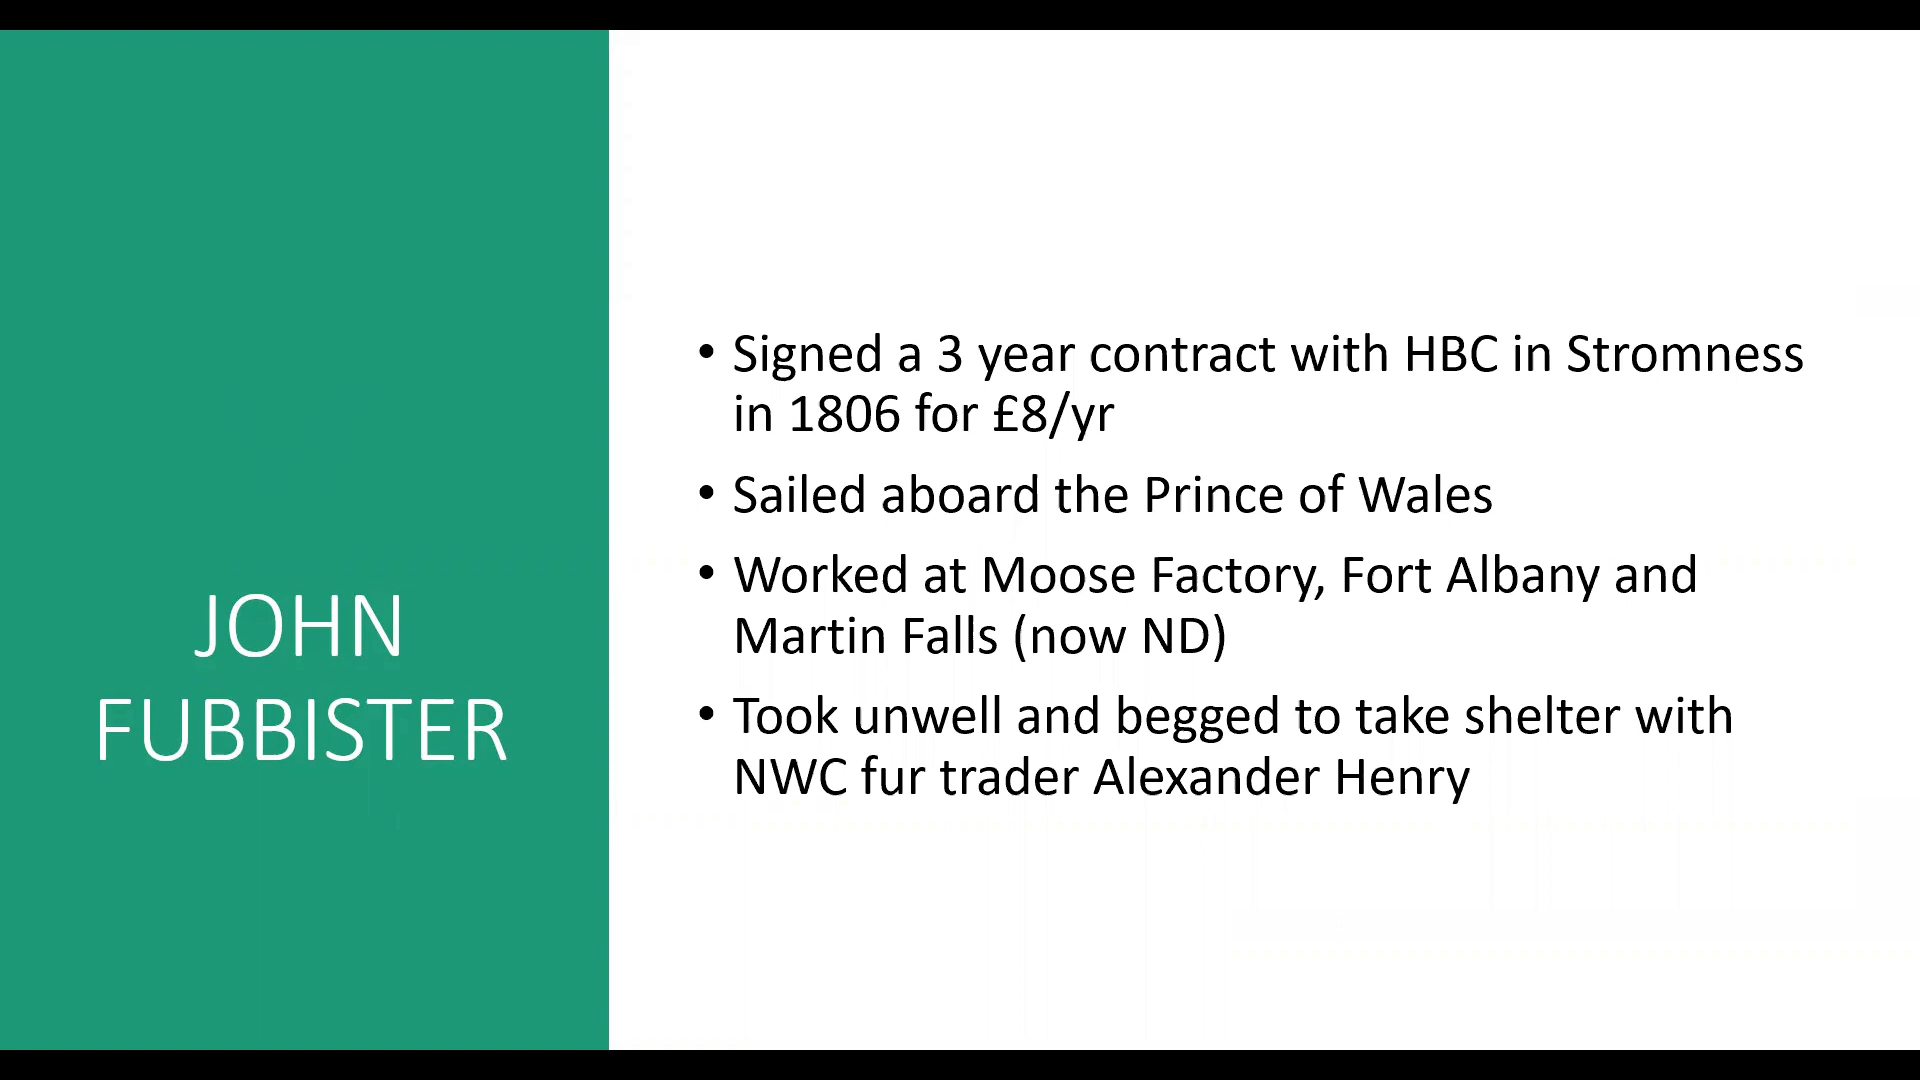 JOHN
FUBBISTER
• Signed a 3 year contract with HBC in Stromness
in 1806 for £8/yr
• Sailed aboard the Prince of Wales
• Worked at Moose Factory, Fort Albany and
Martin Falls (now ND)
• Took unwell and begged to take shelter with
NWC fur trader Alexander Henry